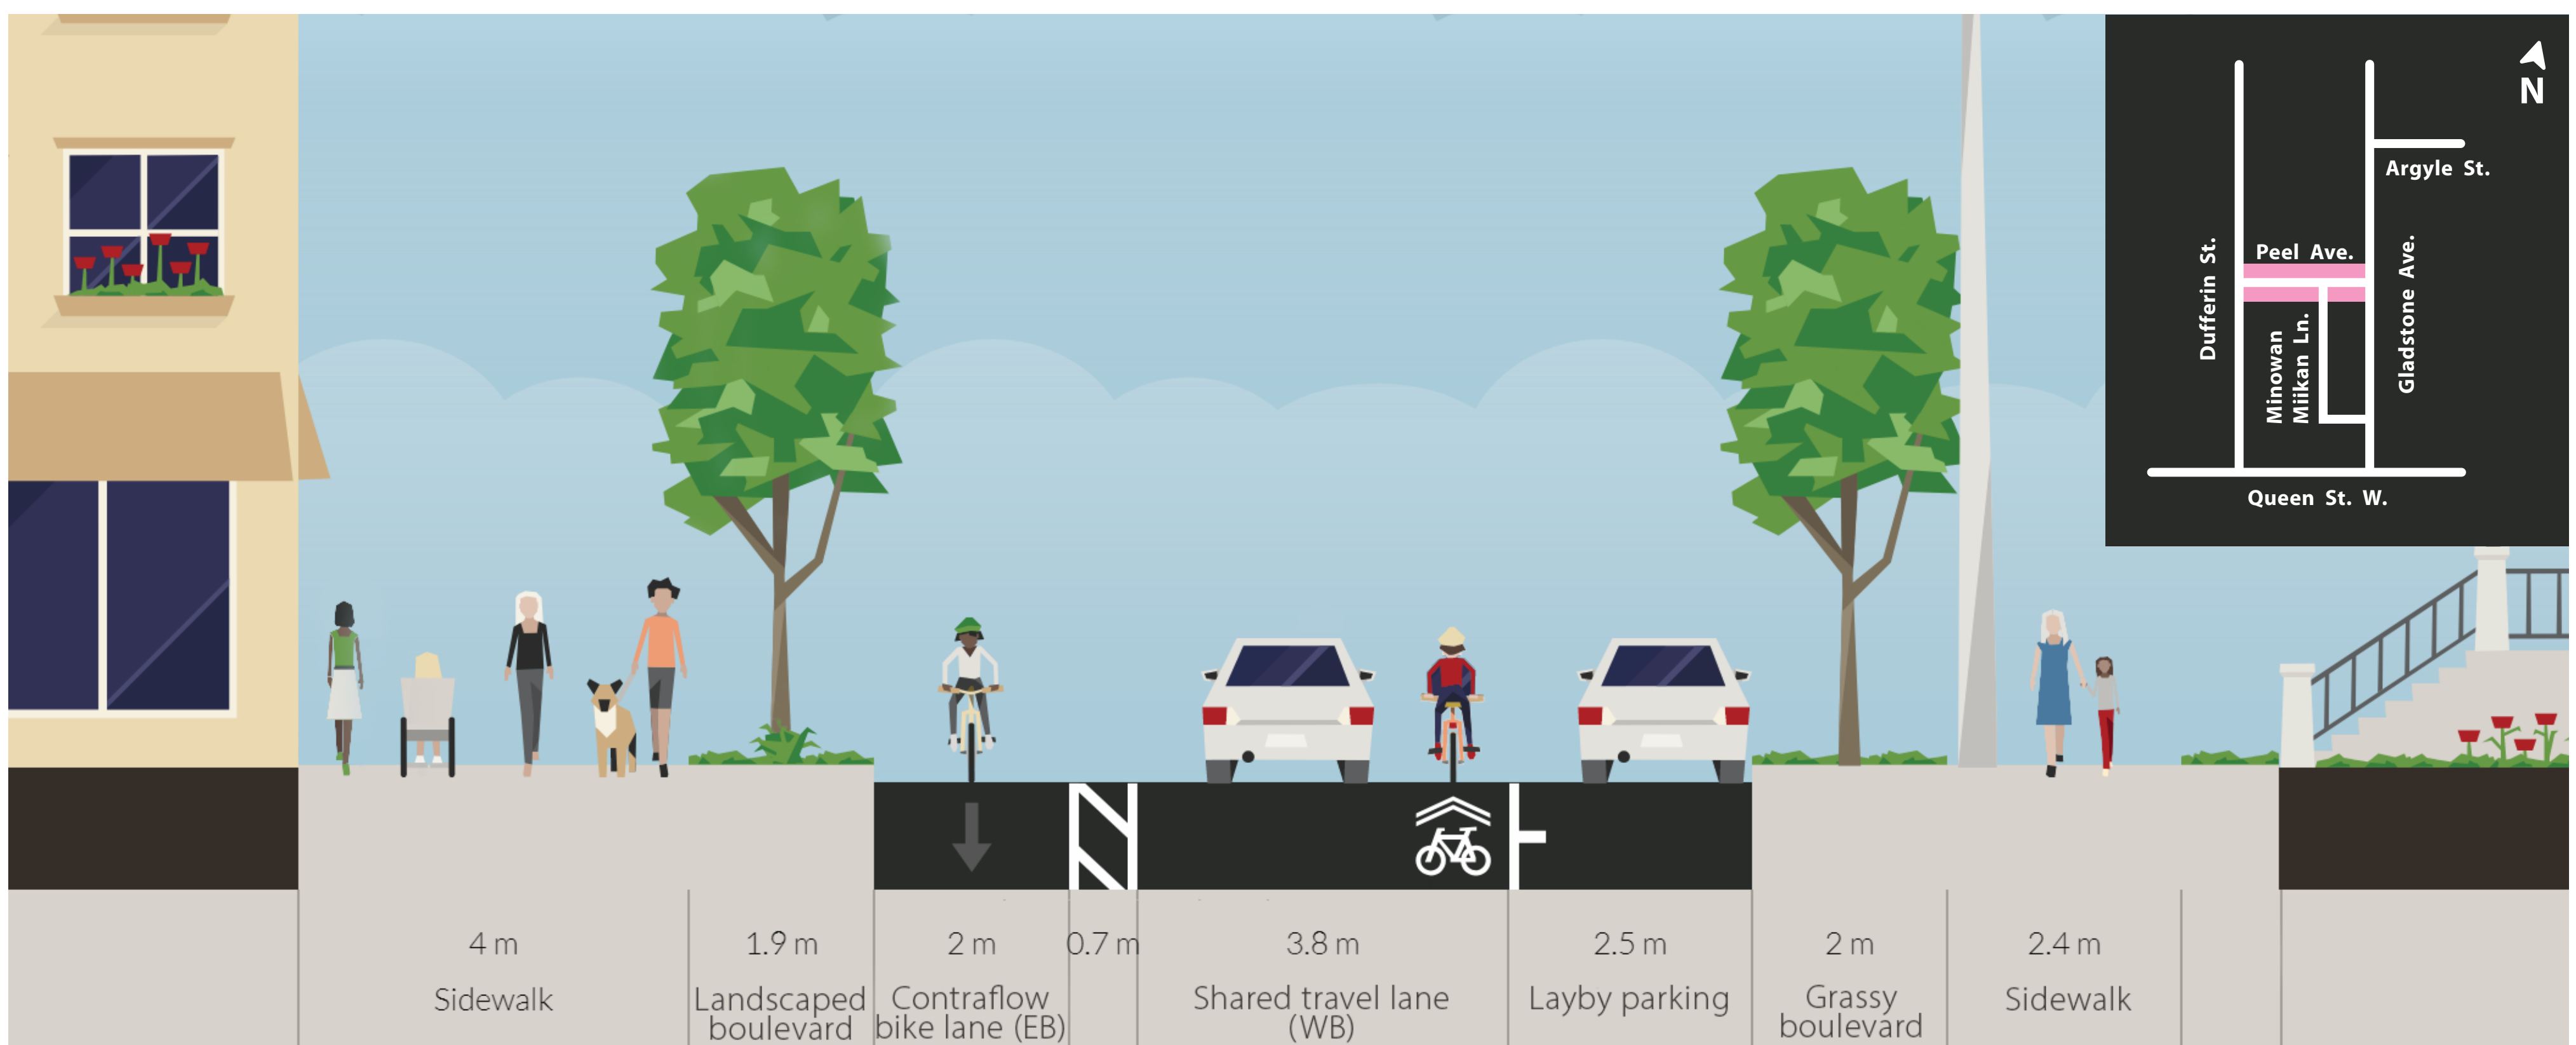 N
Argyle St.
Peel Ave.
Dufferin St.
Gladstone Ave.
Minowan
Miikan Ln.
Queen St. W.
4 m
Sidewalk
1.9 m
Landscaped
boulevard
2 m
Contraflow
bike lane (EB)
0.7 m
3.8 m
Shared travel lane
(WB)
2.5 m
Layby parking
2 m
Grassy
boulevard
2.4 m
Sidewalk